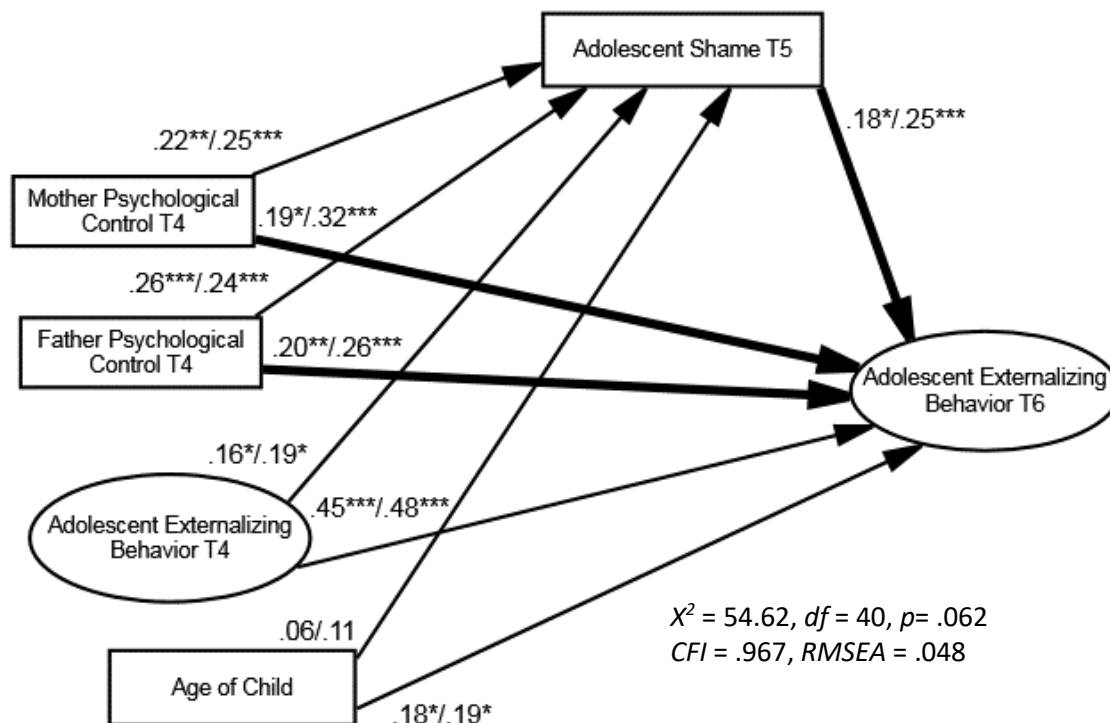 Adolescent Shame T5
.18*/.25***
.22**/.25***
Mother Psychological
Control T4
.19*/.32***
.26***/.24***
Father Psychological
Control T4
.20**/.26***
Adolescent Externalizing
Behavior T6
.16*/.19*
.45***/.48***
Adolescent Externalizing
Behavior T4
X² = 54.62, df = 40, p= .062
CFI = .967, RMSEA = .048
.06/.11
Age of Child
.18*/.19*